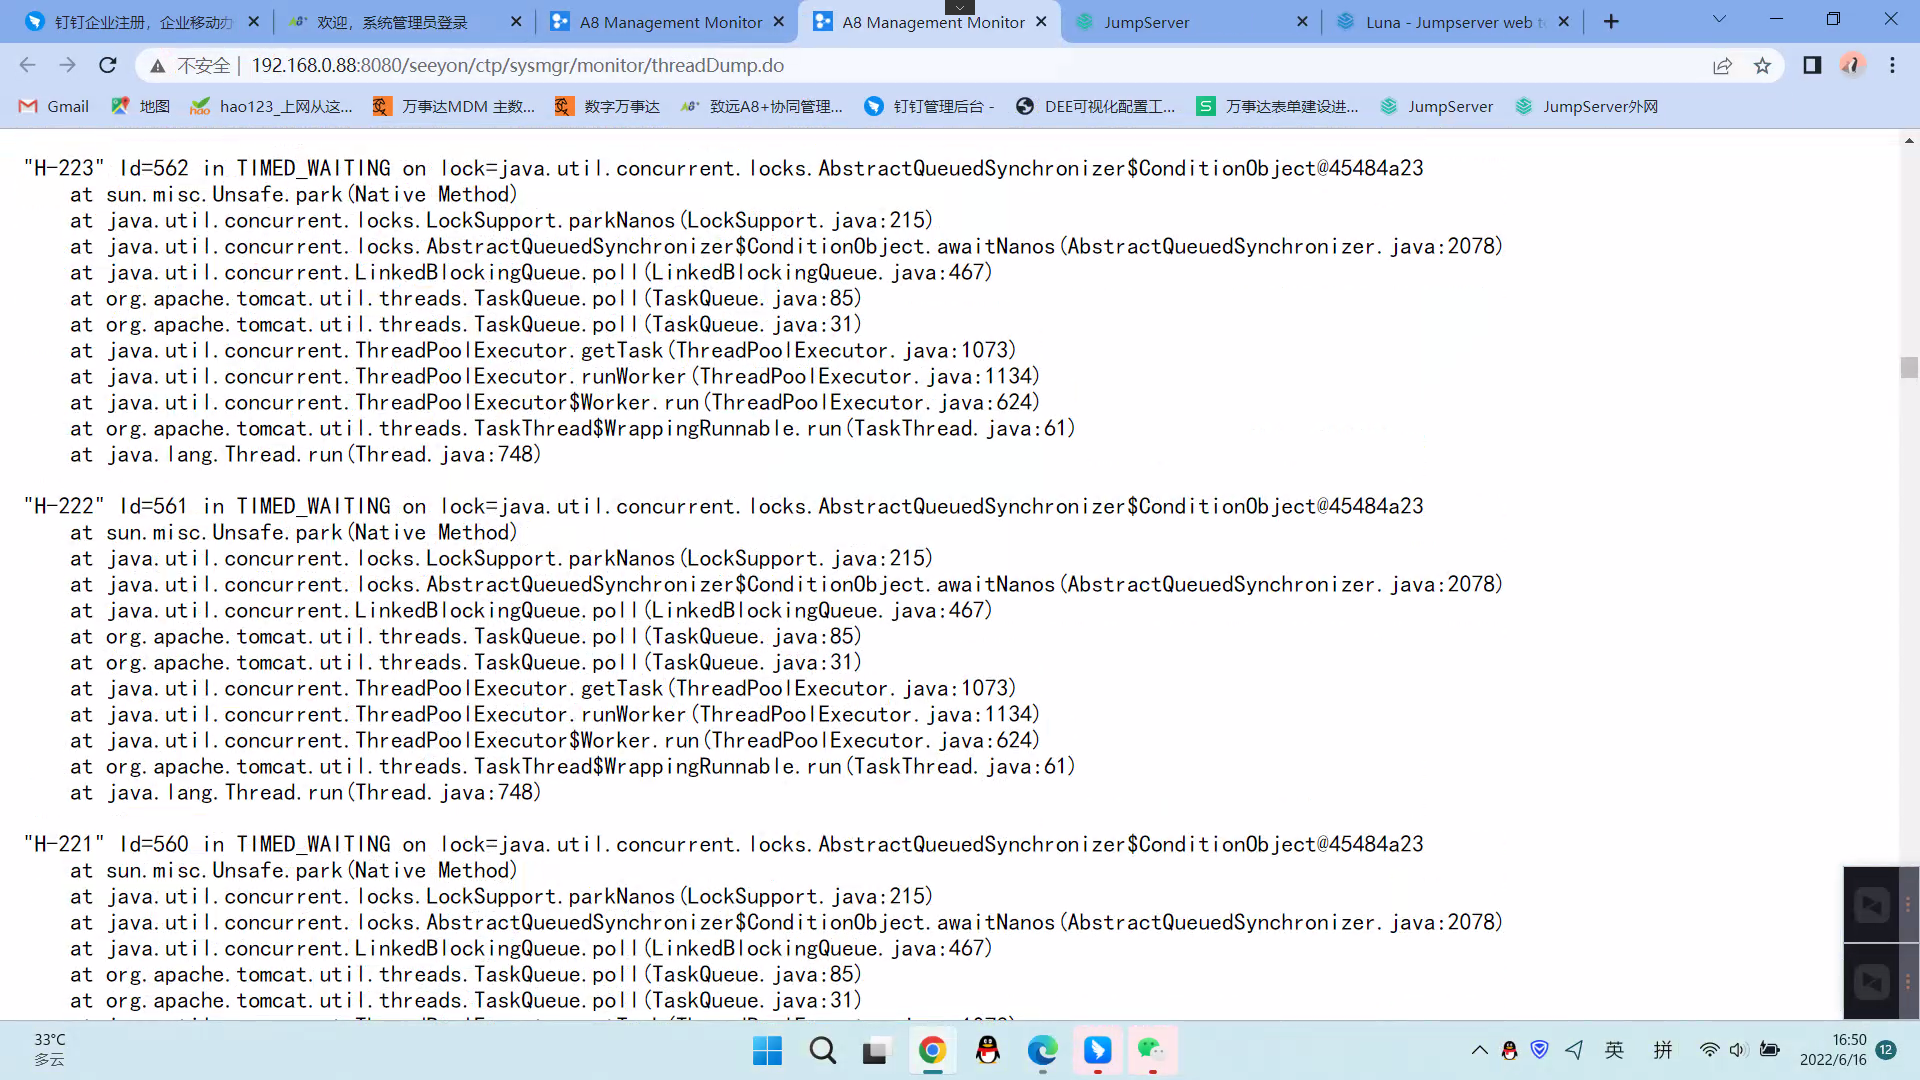 钉钉企业注册，企业移动办
欢迎，系统管理员登录
A8 Management Monitor
A8 Management Monitor
JumpServer
Luna - Jumpserver web t
不安全
192.168.0.88:8080/seeyon/ctp/sysmgr/monitor/threadDump.do
Gmail
地图
hao123_上网从这...
万事达MDM 主数...
数字万事达
致远A8+协同管理...
钉钉管理后台 -
DEE可视化配置工...
万事达表单建设进...
JumpServer
JumpServer外网
"H-223" Id=562 in TIMED_WAITING on lock=java.util.concurrent.locks.AbstractQueuedSynchronizer$ConditionObject@45484a23
at sun.misc.Unsafe.park(Native Method)
at java.util.concurrent.locks.LockSupport.parkNanos(LockSupport.java:215)
at java.util.concurrent.locks.AbstractQueuedSynchronizer$ConditionObject.awaitNanos(AbstractQueuedSynchronizer.java:2078)
at java.util.concurrent.LinkedBlockingQueue.poll(LinkedBlockingQueue.java:467)
at org.apache.tomcat.util.threads.TaskQueue.poll(TaskQueue.java:85)
at org.apache.tomcat.util.threads.TaskQueue.poll(TaskQueue.java:31)
at java.util.concurrent.ThreadPoolExecutor.getTask(ThreadPoolExecutor.java:1073)
at java.util.concurrent.ThreadPoolExecutor.runWorker(ThreadPoolExecutor.java:1134)
at java.util.concurrent.ThreadPoolExecutor$Worker.run(ThreadPoolExecutor.java:624)
at org.apache.tomcat.util.threads.TaskThread$WrappingRunnable.run(TaskThread.java:61)
at java.lang.Thread.run(Thread.java:748)
"H-222" Id=561 in TIMED_WAITING on lock=java.util.concurrent.locks.AbstractQueuedSynchronizer$ConditionObject@45484a23
at sun.misc.Unsafe.park(Native Method)
at java.util.concurrent.locks.LockSupport.parkNanos(LockSupport.java:215)
at java.util.concurrent.locks.AbstractQueuedSynchronizer$ConditionObject.awaitNanos(AbstractQueuedSynchronizer.java:2078)
at java.util.concurrent.LinkedBlockingQueue.poll(LinkedBlockingQueue.java:467)
at org.apache.tomcat.util.threads.TaskQueue.poll(TaskQueue.java:85)
at org.apache.tomcat.util.threads.TaskQueue.poll(TaskQueue.java:31)
at java.util.concurrent.ThreadPoolExecutor.getTask(ThreadPoolExecutor.java:1073)
at java.util.concurrent.ThreadPoolExecutor.runWorker(ThreadPoolExecutor.java:1134)
at java.util.concurrent.ThreadPoolExecutor$Worker.run(ThreadPoolExecutor.java:624)
at org.apache.tomcat.util.threads.TaskThread$WrappingRunnable.run(TaskThread.java:61)
at java.lang.Thread.run(Thread.java:748)
"H-221" Id=560 in TIMED_WAITING on lock=java.util.concurrent.locks.AbstractQueuedSynchronizer$ConditionObject@45484a23
at sun.misc.Unsafe.park(Native Method)
at java.util.concurrent.locks.LockSupport.parkNanos(LockSupport.java:215)
at java.util.concurrent.locks.AbstractQueuedSynchronizer$ConditionObject.awaitNanos(AbstractQueuedSynchronizer.java:2078)
at java.util.concurrent.LinkedBlockingQueue.poll(LinkedBlockingQueue.java:467)
at org.apache.tomcat.util.threads.TaskQueue.poll(TaskQueue.java:85)
at org.apache.tomcat.util.threads.TaskQueue.poll(TaskQueue.java:31)
33°C
多云
英
拼
16:50
2022/6/16
12